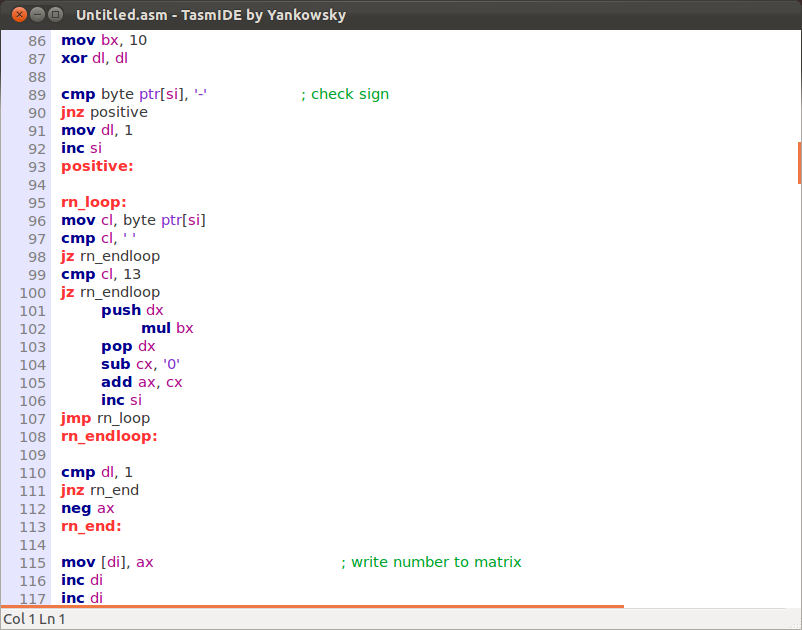 Untitled.asm - TasmIDE by Yankowsky
86 mov bx, 10
87 xor dl, dl
88
89 cmp byte ptr[si], '-' ; check sign
90 jnz positive
91 mov dl, 1
92 inc si
93 positive:
94
95 rn_loop:
96 mov cl, byte ptr[si]
97 cmp cl, ' '
98 jz rn_endloop
99 cmp cl, 13
100 jz rn_endloop
101 push dx
102 mul bx
103 pop dx
104 sub cx, '0'
105 add ax, cx
106 inc si
107 jmp rn_loop
108 rn_endloop:
109
110 cmp dl, 1
111 jnz rn_end
112 neg ax
113 rn_end:
114
115 mov [di], ax ; write number to matrix
116 inc di
117 inc di
Col 1 Ln 1